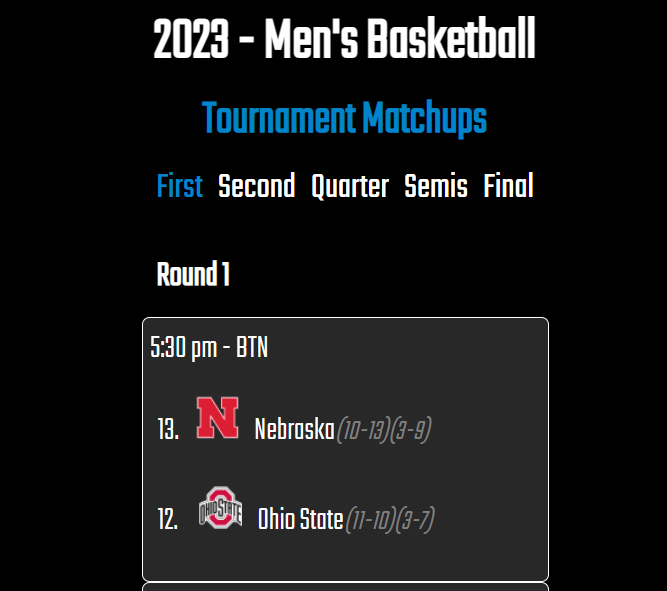 2023 - Men's Basketball
Tournament Matchups
First Second Quarter Semis Final
Round 1
5:30 pm - BTN
13. N Nebraska(10-13)(3-9)
12. OHIO STATE Ohio State(11-10)(3-7)